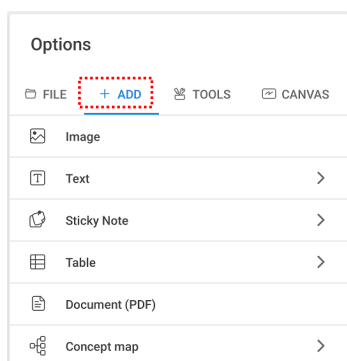 Options
FILE ADD TOOLS CANVAS
Image
Text
Sticky Note
Table
Document (PDF)
Concept map